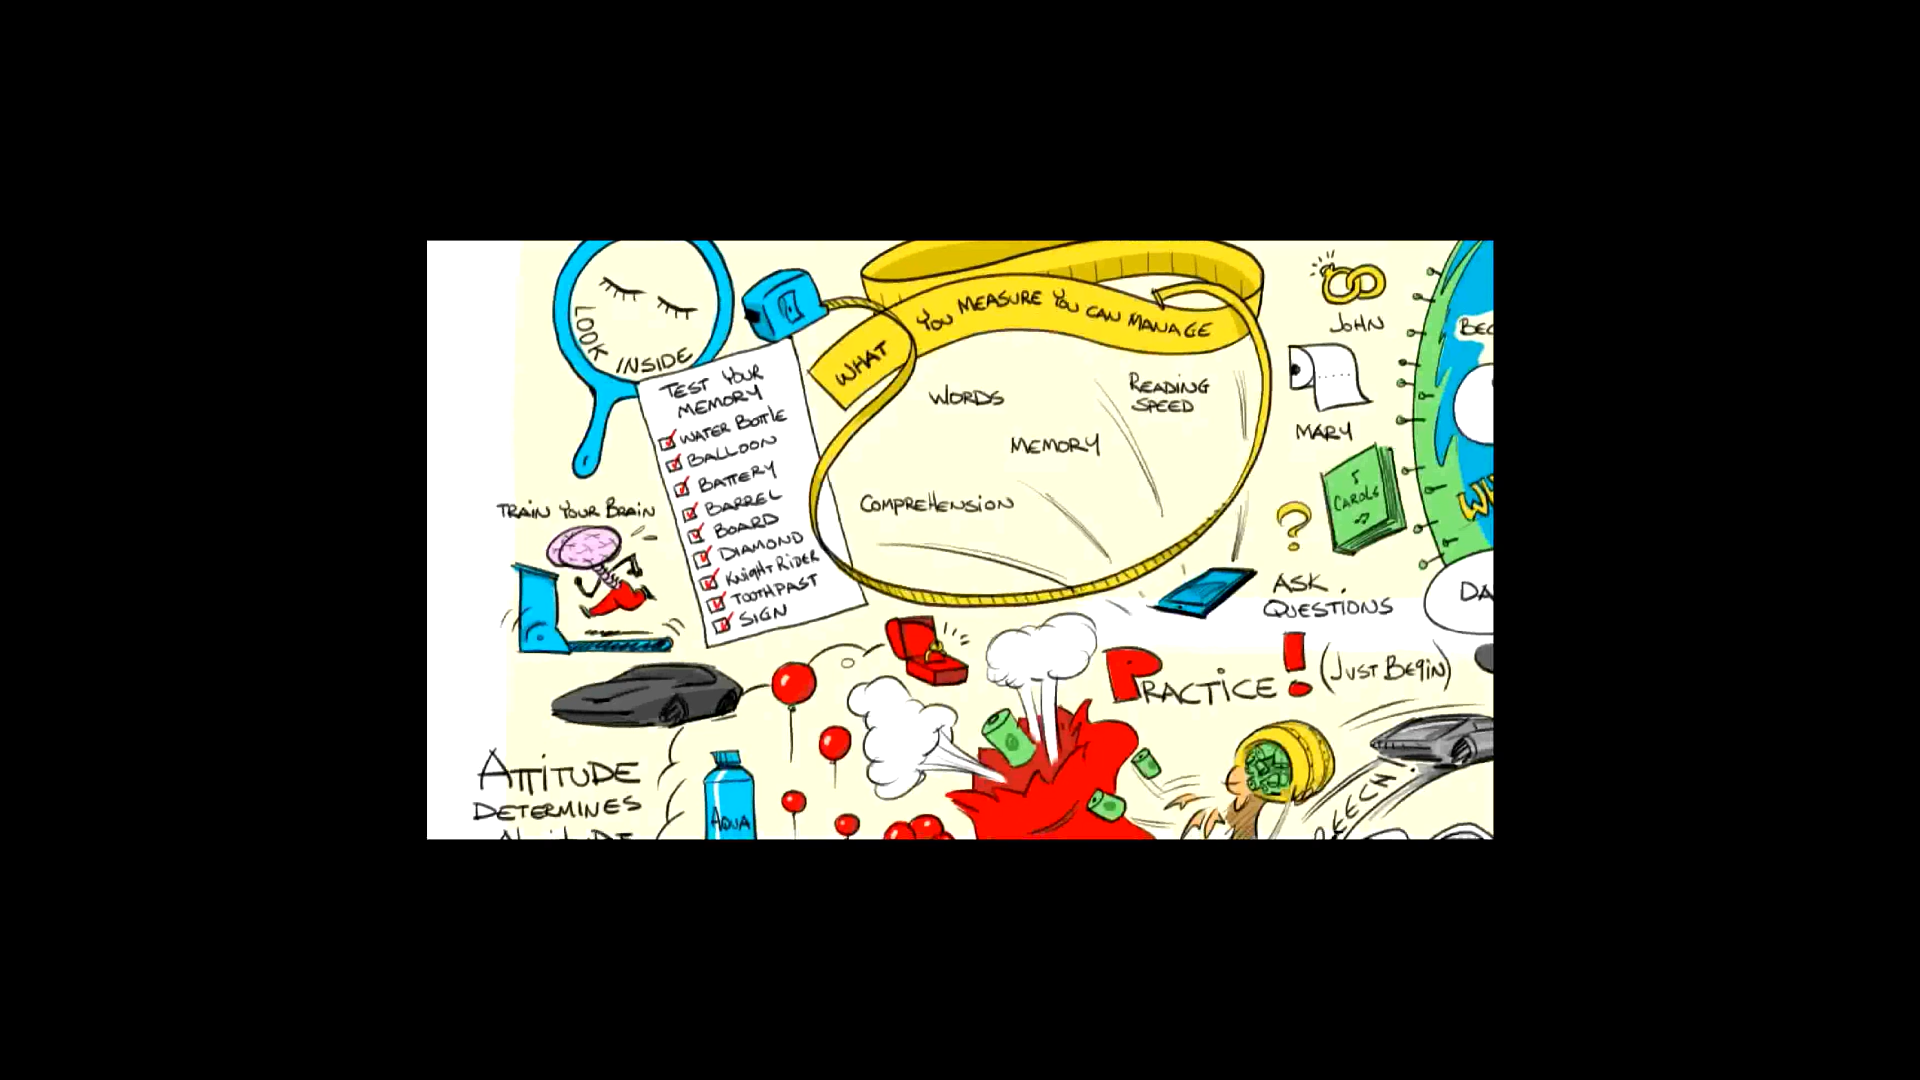 LOOK
INSIDE
TEST YOUR
MEMORY
WATER BOTTLE
BALLOON
BATTERY
BARREL
BOARD
DIAMOND
KNIGHT RIDER
TOOTHPAST
SIGN
WHAT YOU MEASURE YOU CAN MANAGE
WORDS
READING
SPEED
MEMORY
COMPREHENSION
JOHN
MARY
5
CAROLS
?
ASK
QUESTIONS
TRAIN YOUR BRAIN
PRACTICE! (JUST BEGIN)
ATTITUDE
DETERMINES
AQUA